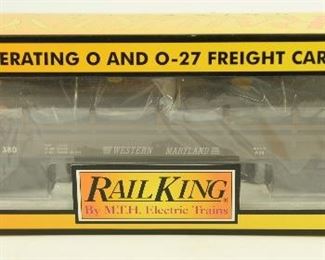 ERATING O AND O-27 FREIGHT CAR
380
WESTERN MARYLAND
RAILKING®
By M.T.H. Electric Trains